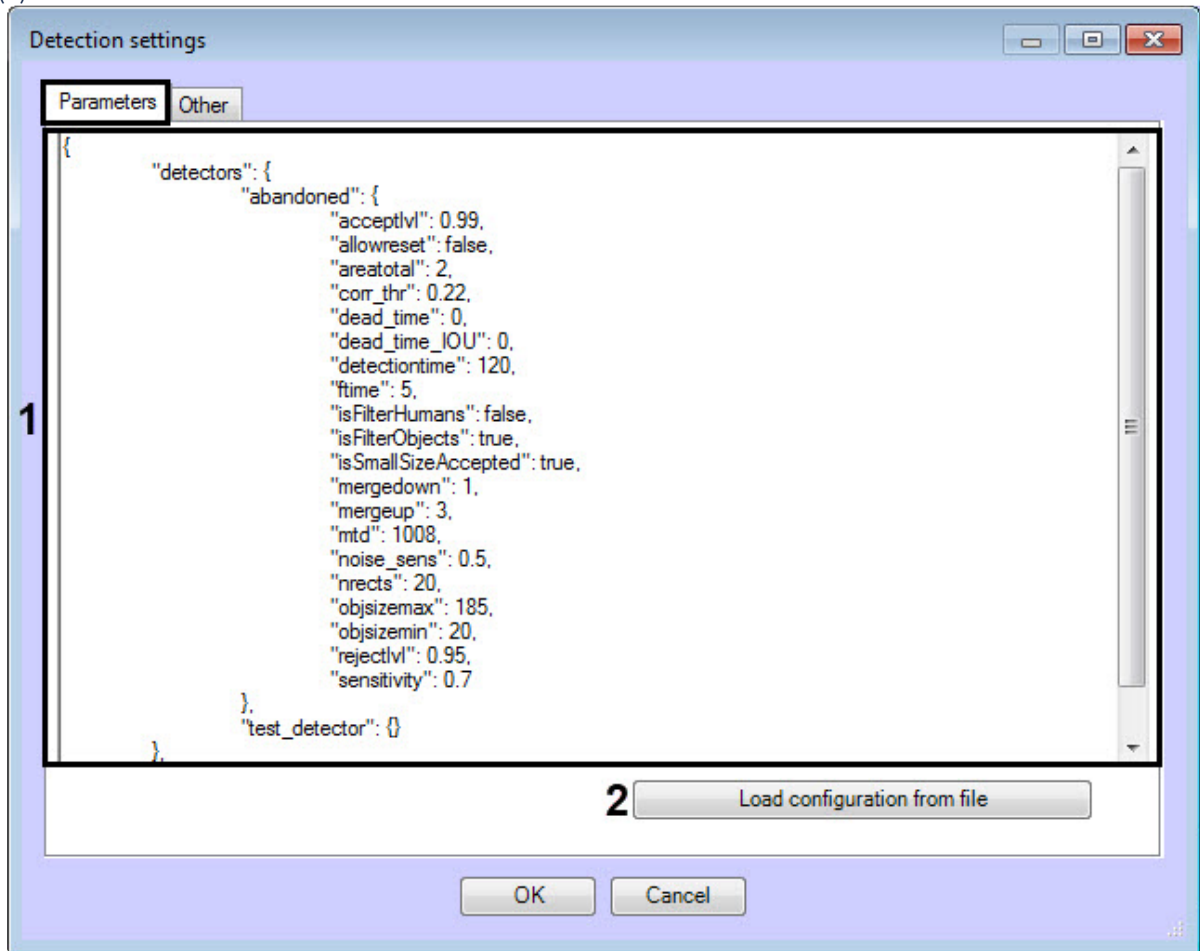 Detection settings
Parameters Other
{
"detectors": {
"abandoned": {
"acceptlvl": 0.99,
"allowreset": false,
"areatotal": 2,
"corr_thr": 0.22,
"dead_time": 0,
"dead_time_IOU": 0,
"detectiontime": 120,
"ftime": 5,
"isFilterHumans": false,
"isFilterObjects": true,
"isSmallSizeAccepted": true,
"mergedown": 1,
"mergeup": 3,
"mtd": 1008,
"noise_sens": 0.5,
"nrects": 20,
"objsizemax": 185,
"objsizemin": 20,
"rejectlvl": 0.95,
"sensitivity": 0.7
},
"test_detector": {}
},
1
2 Load configuration from file
OK Cancel